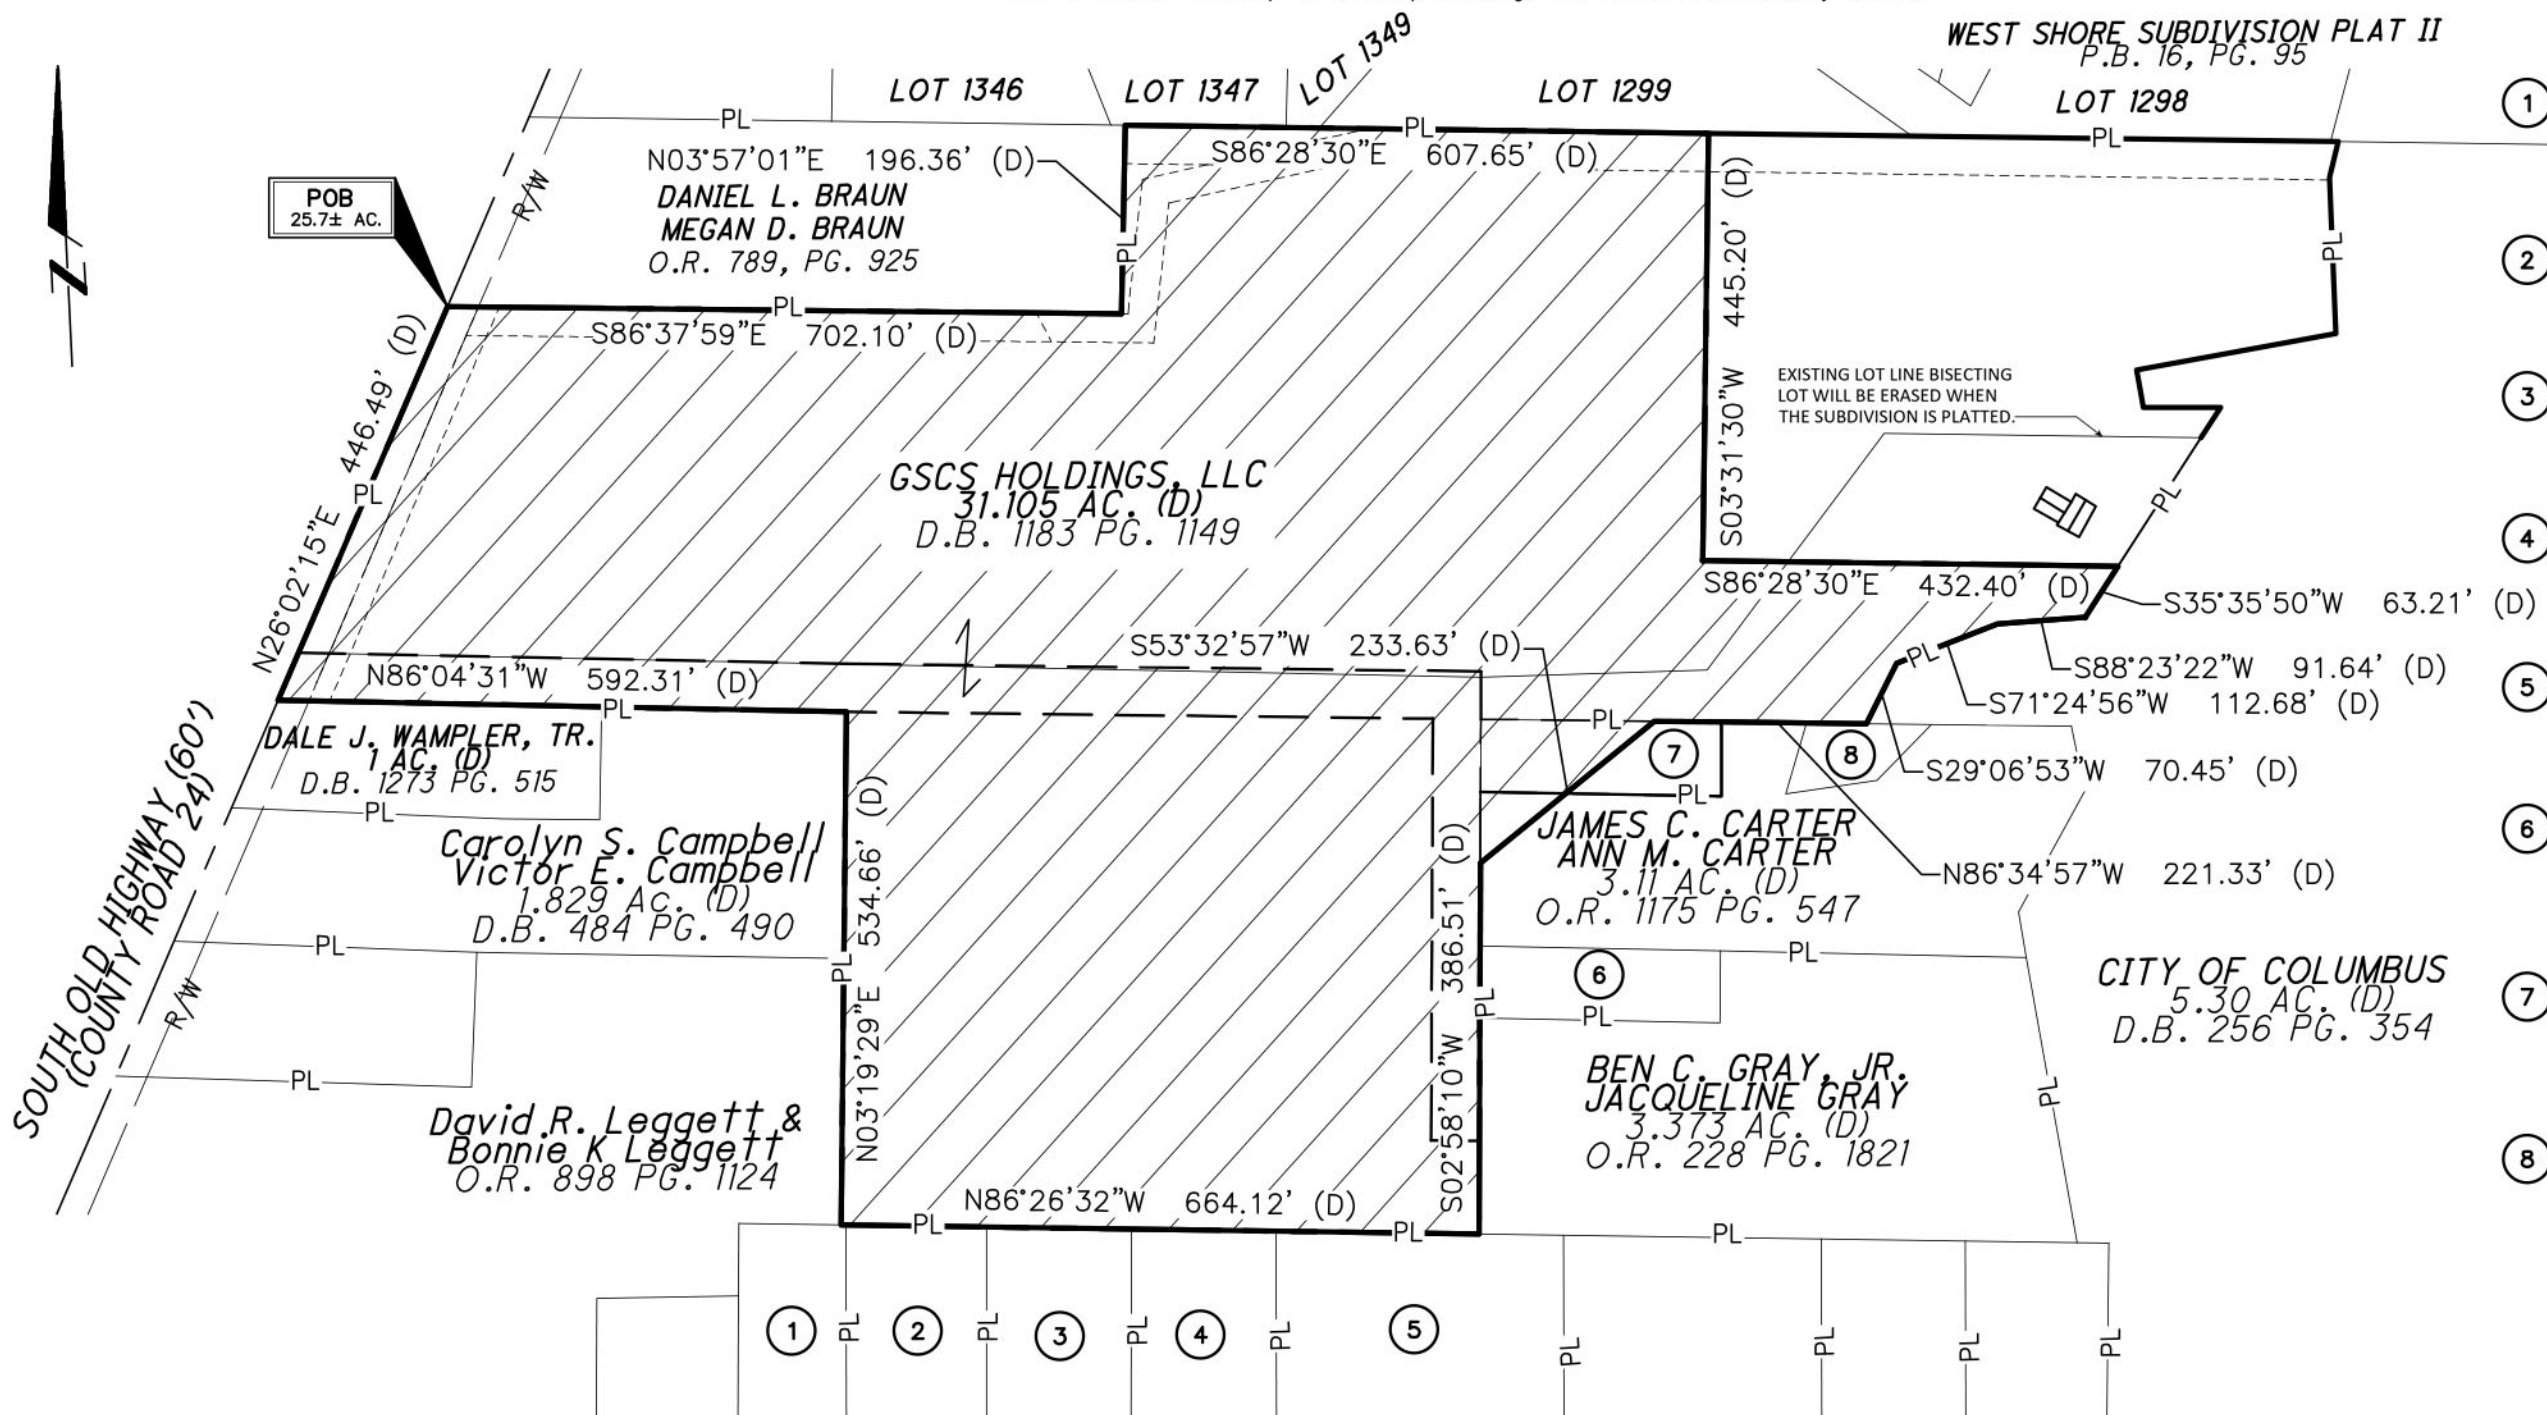 WEST SHORE SUBDIVISION PLAT II
P.B. 16, PG. 95
LOT 1346
LOT 1347
LOT 1349
LOT 1299
LOT 1298
1
PL
PL
PL
N03°57'01"E 196.36' (D)
S86°28'30"E 607.65' (D)
DANIEL L. BRAUN
MEGAN D. BRAUN
O.R. 789, PG. 925
POB
25.7± AC.
R/W
N
PL
PL
2
S03°31'30"W 445.20' (D)
PL
S86°37'59"E 702.10' (D)
N26°02'15"E 446.49' (D)
PL
EXISTING LOT LINE BISECTING
LOT WILL BE ERASED WHEN
THE SUBDIVISION IS PLATTED.
3
GSCS HOLDINGS, LLC
31.105 AC. (D)
D.B. 1183 PG. 1149
PL
4
S86°28'30"E 432.40' (D)
S35°35'50"W 63.21' (D)
S53°32'57"W 233.63' (D)
PL
S88°23'22"W 91.64' (D)
N86°04'31"W 592.31' (D)
5
S71°24'56"W 112.68' (D)
PL
PL
DALE J. WAMPLER, TR.
1 AC. (D)
D.B. 1273 PG. 515
7
8
S29°06'53"W 70.45' (D)
PL
PL
SOUTH OLD HIGHWAY (60')
(COUNTY ROAD 24)
Carolyn S. Campbell
Victor E. Campbell
1.829 AC. (D)
D.B. 484 PG. 490
JAMES C. CARTER
ANN M. CARTER
3.11 AC. (D)
O.R. 1175 PG. 547
6
N86°34'57"W 221.33' (D)
N03°19'29"E 534.66' (D)
S02°58'10"W 386.51' (D)
PL
PL
PL
6
PL
PL
PL
R/W
CITY OF COLUMBUS
5.30 AC. (D)
D.B. 256 PG. 354
7
PL
BEN C. GRAY, JR.
JACQUELINE GRAY
3.373 AC. (D)
O.R. 228 PG. 1821
PL
David R. Leggett &
Bonnie K Leggett
O.R. 898 PG. 1124
8
N86°26'32"W 664.12' (D)
PL
PL
PL
1
PL
2
PL
3
PL
4
PL
5
PL
PL
PL
PL